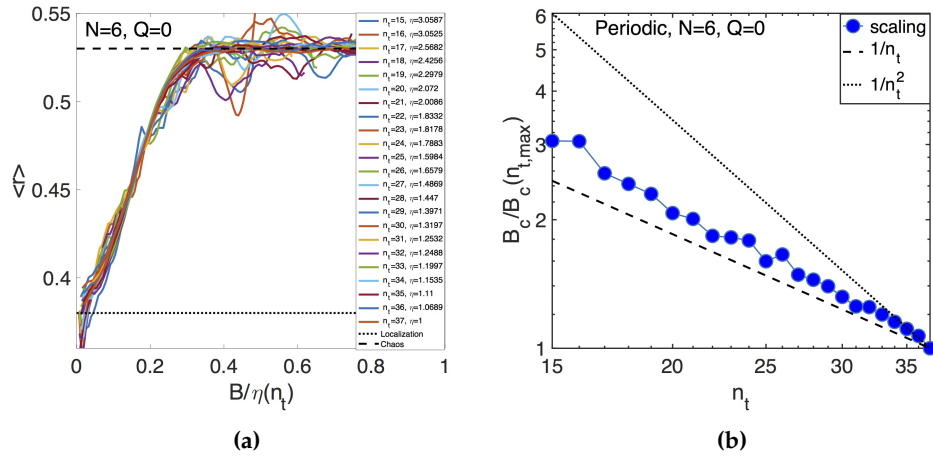 N=6, Q=0
0.55
0.5
0.45
0.4
<r>
0
0.2
0.4
0.6
0.8
1
B/η(n_t)
n_t=15, η=3.0587
n_t=16, η=3.0525
n_t=17, η=2.5682
n_t=18, η=2.4256
n_t=19, η=2.2979
n_t=20, η=2.072
n_t=21, η=2.0086
n_t=22, η=1.8332
n_t=23, η=1.8178
n_t=24, η=1.7883
n_t=25, η=1.5984
n_t=26, η=1.6579
n_t=27, η=1.4869
n_t=28, η=1.447
n_t=29, η=1.3971
n_t=30, η=1.3197
n_t=31, η=1.2532
n_t=32, η=1.2488
n_t=33, η=1.1997
n_t=34, η=1.1535
n_t=35, η=1.11
n_t=36, η=1.0689
n_t=37, η=1
Localization
Chaos
(a)
Periodic, N=6, Q=0
scaling
1/n_t
1/n_t^2
6
5
4
3
2
1
B_c/B_c(n_{t,max})
15
20
25
30
35
n_t
(b)